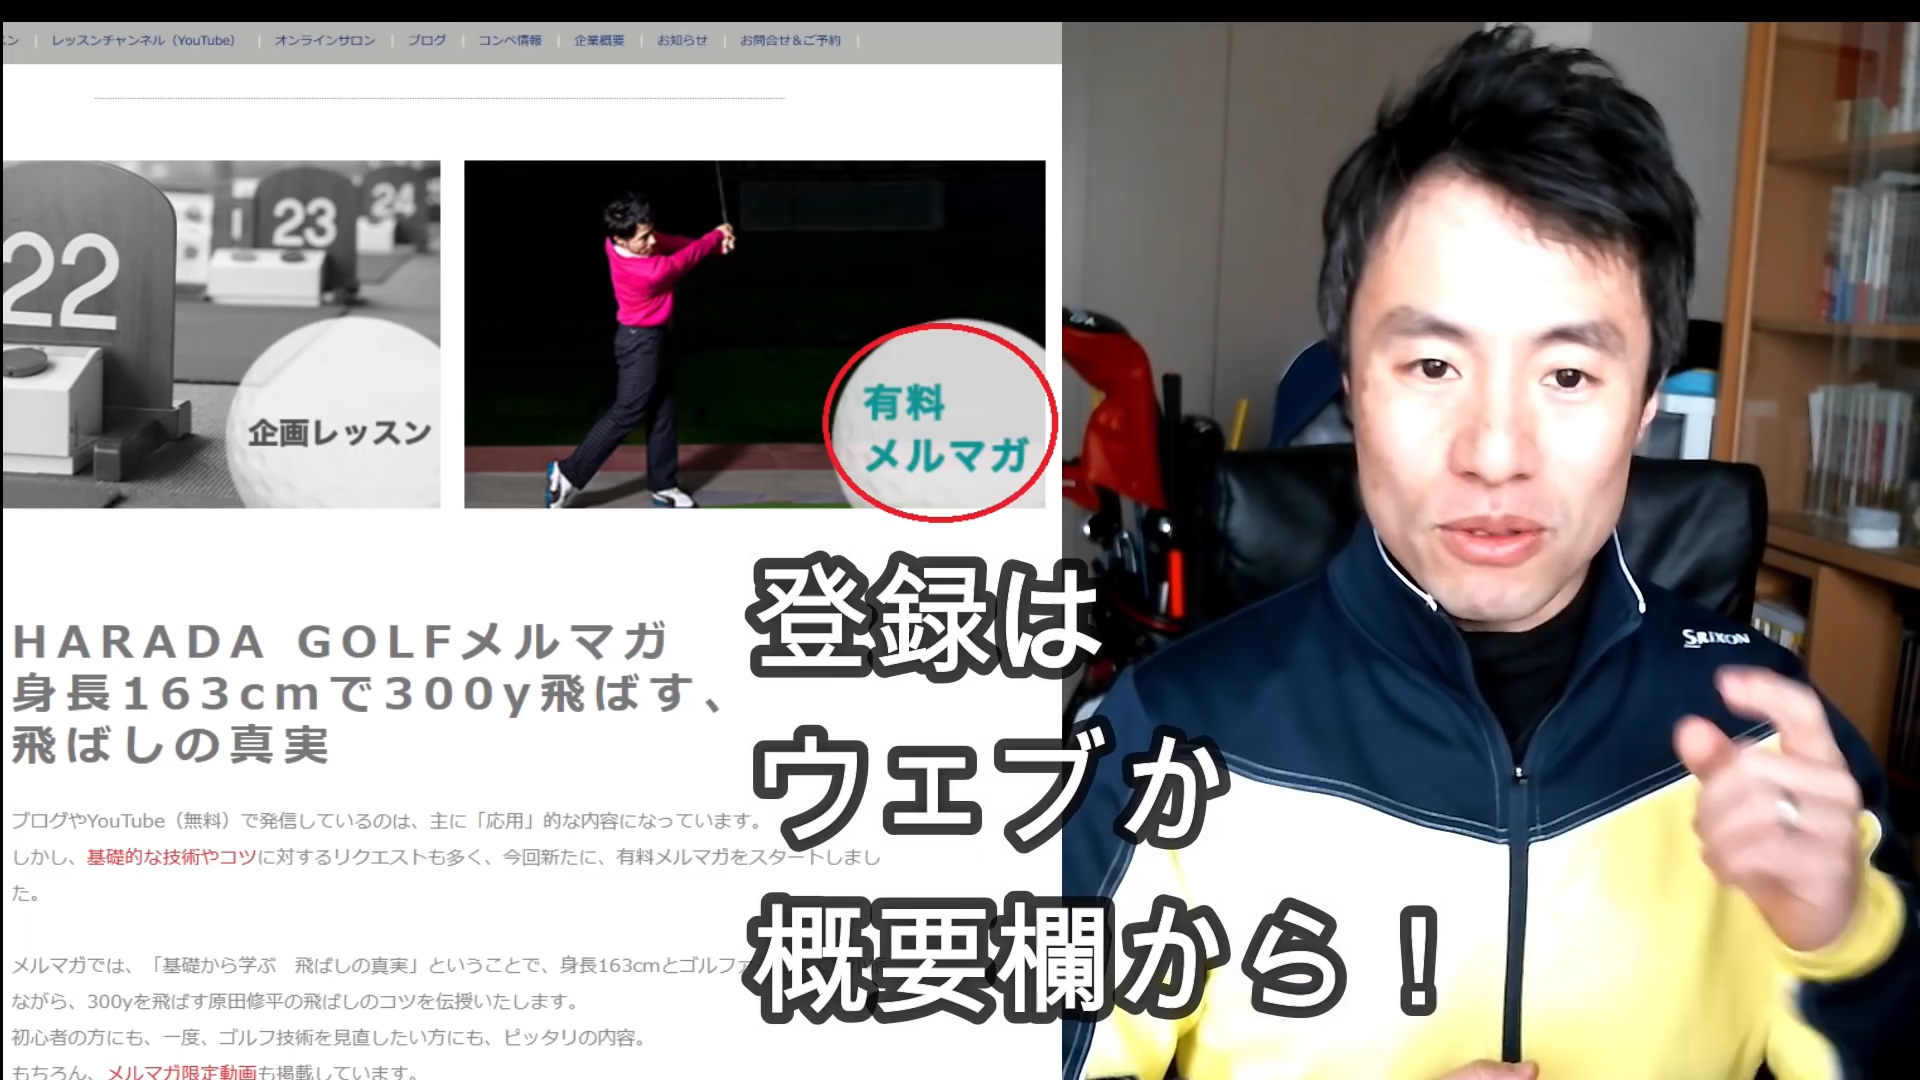 レッスンチャンネル（YouTube）
オンラインサロン
ブログ
コンペ情報
企業概要
お知らせ
お問合せ＆ご予約
22
23
24
企画レッスン
有料
メルマガ
HARADA GOLFメルマガ
身長163cmで300y飛ばす、
飛ばしの真実
ブログやYouTube（無料）で発信しているのは、主に「応用」的な内容になっています。
しかし、基礎的な技術やコツに対するリクエストも多く、今回新たに、有料メルマガをスタートしまし
た。
メルマガでは、「基礎から学ぶ　飛ばしの真実」ということで、身長163cmとゴルファ
ながら、300yを飛ばす原田修平の飛ばしのコツを伝授いたします。
初心者の方にも、一度、ゴルフ技術を見直したい方にも、ピッタリの内容。
もちろん、メルマガ限定動画も掲載しています。
登録は
ウェブか
概要欄から！
SRIXON